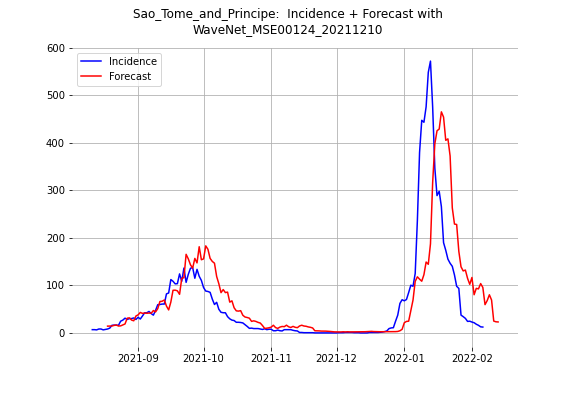 Sao_Tome_and_Principe:  Incidence + Forecast with
WaveNet_MSE00124_20211210
Incidence
Forecast
600
500
400
300
200
100
0
2021-09 2021-10 2021-11 2021-12 2022-01 2022-02